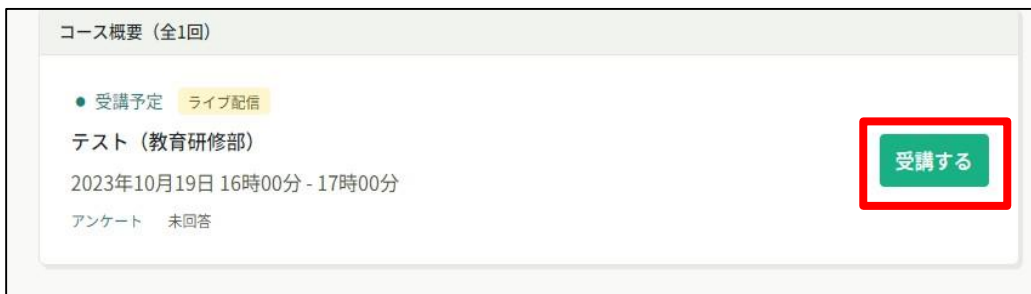 コース概要（全1回）
● 受講予定 ライブ配信
テスト（教育研修部）
受講する
2023年10月19日 16時00分 - 17時00分
アンケート 未回答